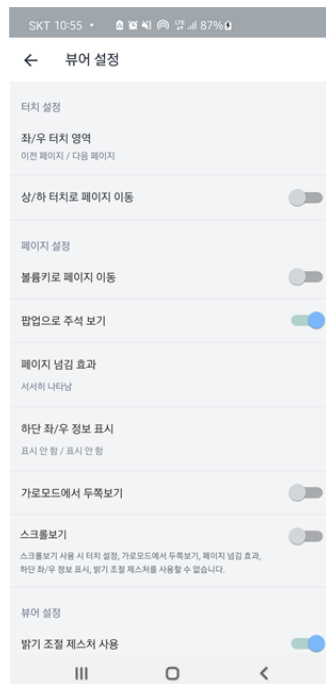 SKT 10:55 • LTE 87%
뷰어 설정
터치 설정
좌/우 터치 영역
이전 페이지 / 다음 페이지
상/하 터치로 페이지 이동
페이지 설정
볼륨키로 페이지 이동
팝업으로 주석 보기
페이지 넘김 효과
서서히 나타남
하단 좌/우 정보 표시
표시 안 함 / 표시 안 함
가로모드에서 두쪽보기
스크롤보기
스크롤보기 사용 시 터치 설정, 가로모드에서 두쪽보기, 페이지 넘김 효과,
하단 좌/우 정보 표시, 밝기 조절 제스처를 사용할 수 없습니다.
뷰어 설정
밝기 조절 제스처 사용